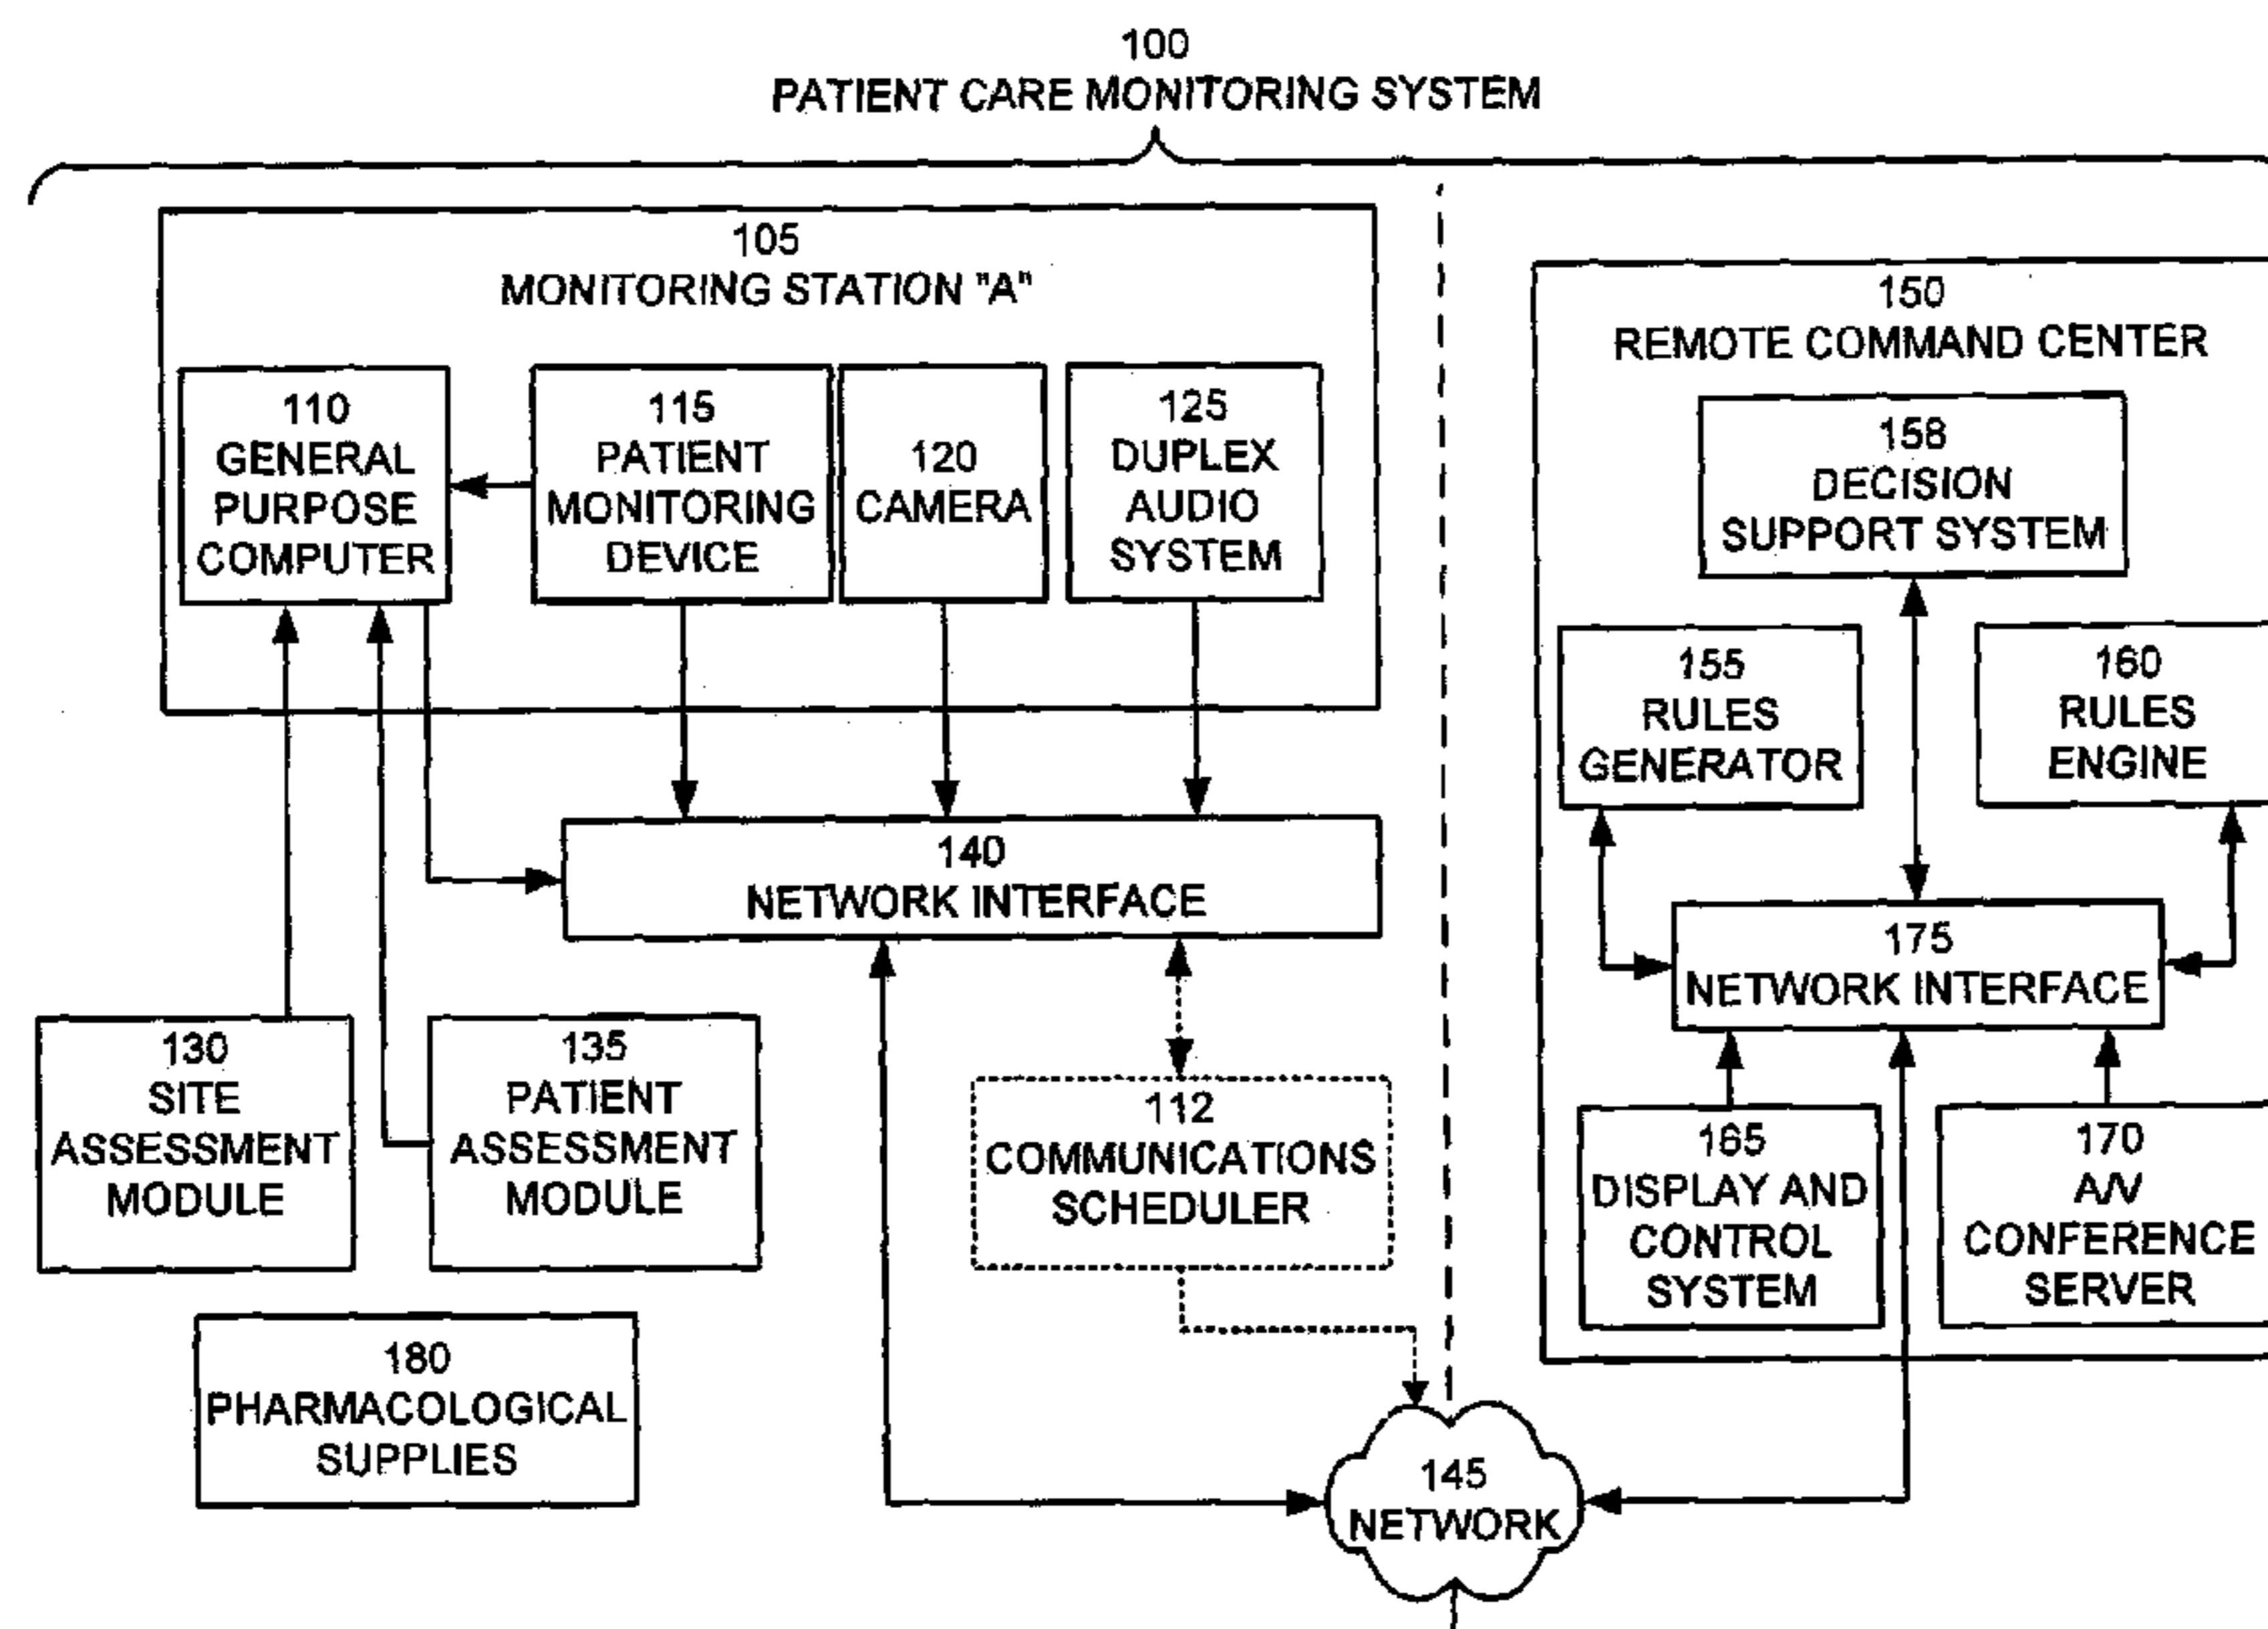 100
PATIENT CARE MONITORING SYSTEM
105
MONITORING STATION "A"
110
GENERAL
PURPOSE
COMPUTER
115
PATIENT
MONITORING
DEVICE
120
CAMERA
125
DUPLEX
AUDIO
SYSTEM
140
NETWORK INTERFACE
130
SITE
ASSESSMENT
MODULE
135
PATIENT
ASSESSMENT
MODULE
112
COMMUNICATIONS
SCHEDULER
180
PHARMACOLOGICAL
SUPPLIES
145
NETWORK
150
REMOTE COMMAND CENTER
158
DECISION
SUPPORT SYSTEM
155
RULES
GENERATOR
160
RULES
ENGINE
175
NETWORK INTERFACE
165
DISPLAY AND
CONTROL
SYSTEM
170
A/V
CONFERENCE
SERVER